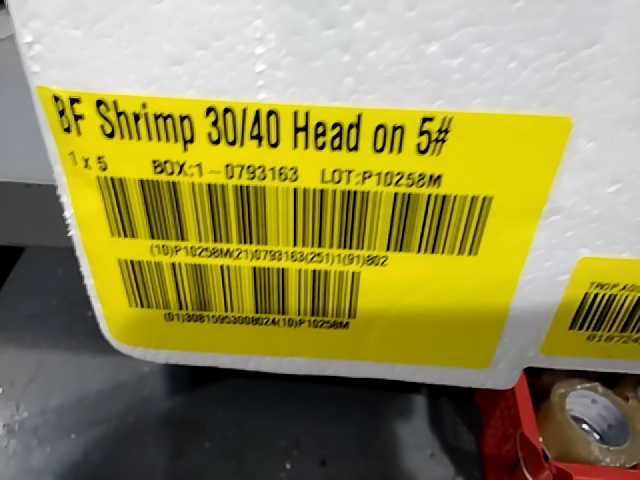 BF Shrimp 30/40 Head on 5#
1 x 5 BOX:1-0793163 LOT:P10258M
(10)P10258M(21)0793163(251)1(91)802
(01)30815953008024(10)P10258M